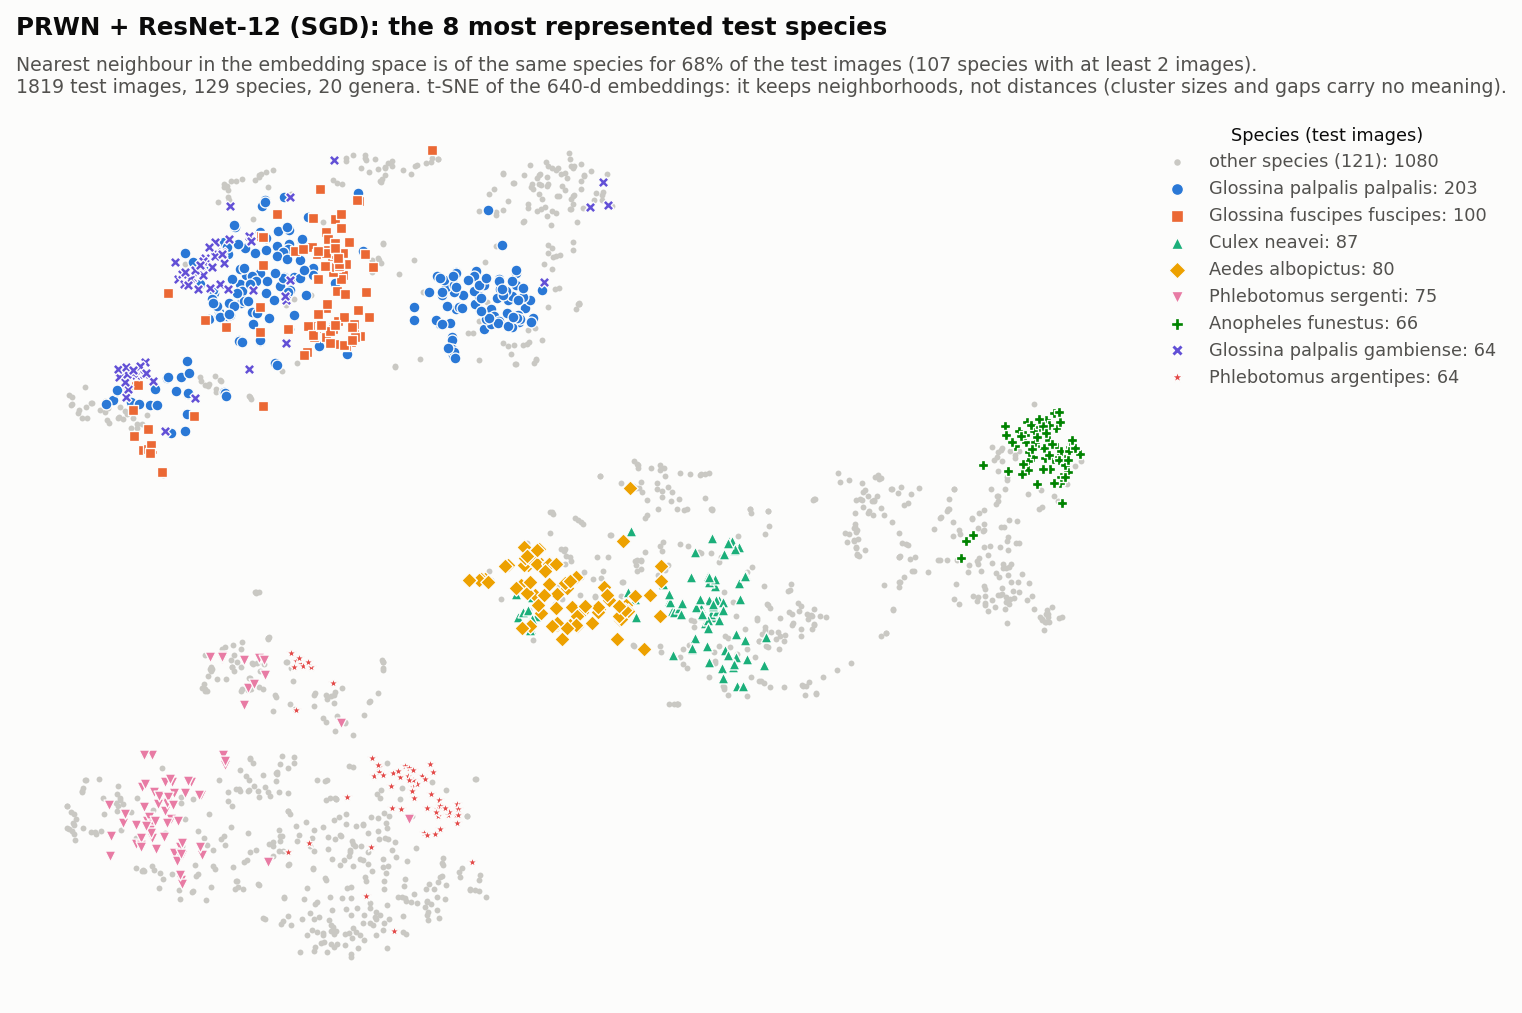 PRWN + ResNet-12 (SGD): the 8 most represented test species
Nearest neighbour in the embedding space is of the same species for 68% of the test images (107 species with at least 2 images).
1819 test images, 129 species, 20 genera. t-SNE of the 640-d embeddings: it keeps neighborhoods, not distances (cluster sizes and gaps carry no meaning).
Species (test images)
other species (121): 1080
Glossina palpalis palpalis: 203
Glossina fuscipes fuscipes: 100
Culex neavei: 87
Aedes albopictus: 80
Phlebotomus sergenti: 75
Anopheles funestus: 66
Glossina palpalis gambiense: 64
Phlebotomus argentipes: 64